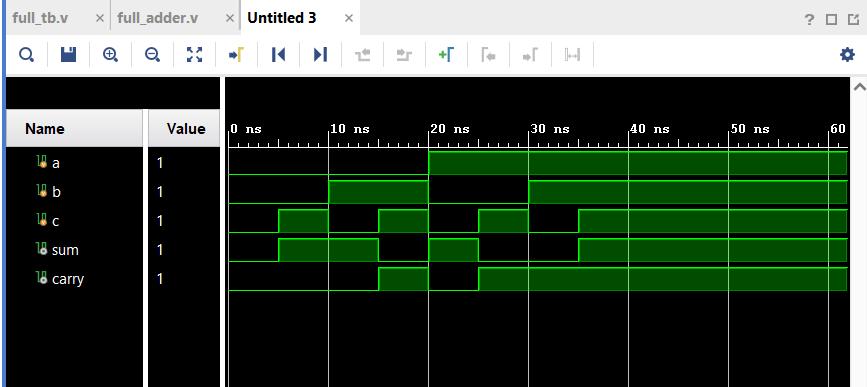 full_tb.v × full_adder.v × Untitled 3 ×
?
Name Value
0 ns 10 ns 20 ns 30 ns 40 ns 50 ns 60
a 1
b 1
c 1
sum 1
carry 1